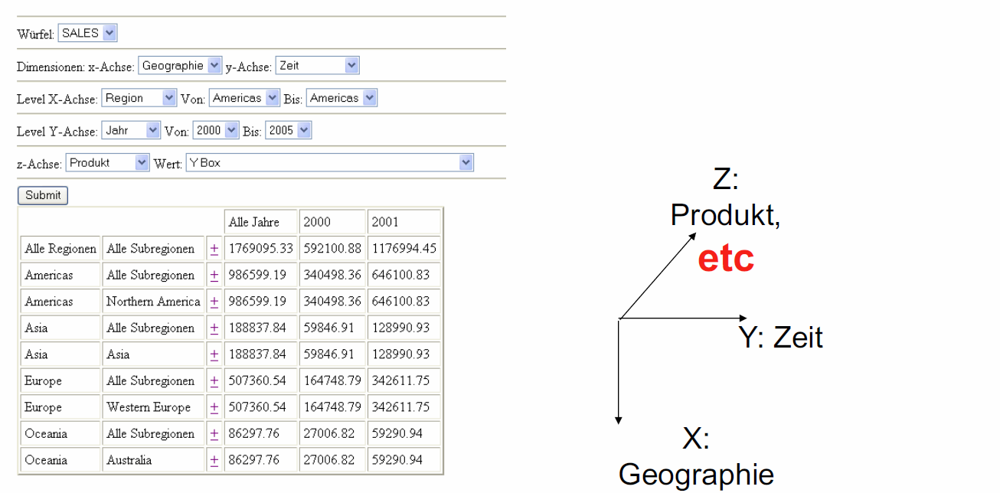 Würfel: SALES
Dimensionen: x-Achse: Geographie y-Achse: Zeit
Level X-Achse: Region Von: Americas Bis: Americas
Level Y-Achse: Jahr Von: 2000 Bis: 2005
z-Achse: Produkt Wert: Y Box
Submit
Alle Jahre 2000 2001
Alle Regionen Alle Subregionen ± 1769095.33 592100.88 1176994.45
Americas Alle Subregionen ± 986599.19 340498.36 646100.83
Americas Northern America ± 986599.19 340498.36 646100.83
Asia Alle Subregionen ± 188837.84 59846.91 128990.93
Asia Asia ± 188837.84 59846.91 128990.93
Europe Alle Subregionen ± 507360.54 164748.79 342611.75
Europe Western Europe ± 507360.54 164748.79 342611.75
Oceania Alle Subregionen ± 86297.76 27006.82 59290.94
Oceania Australia ± 86297.76 27006.82 59290.94
Z:
Produkt,
etc
Y: Zeit
X:
Geographie